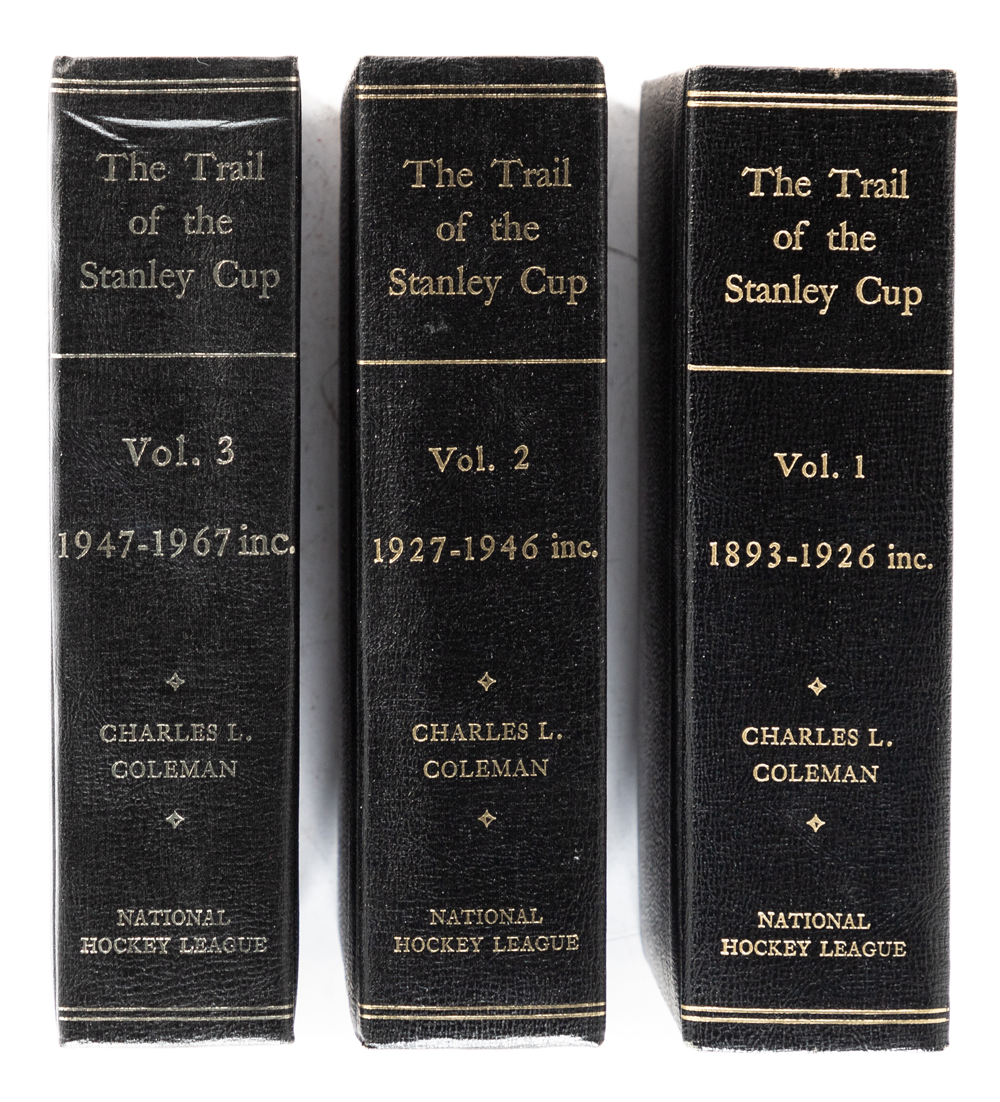 The Trail
of the
Stanley Cup
Vol. 3
1947-1967 inc.
CHARLES L.
COLEMAN
NATIONAL
HOCKEY LEAGUE
The Trail
of the
Stanley Cup
Vol. 2
1927-1946 inc.
CHARLES L.
COLEMAN
NATIONAL
HOCKEY LEAGUE
The Trail
of the
Stanley Cup
Vol. 1
1893-1926 inc.
CHARLES L.
COLEMAN
NATIONAL
HOCKEY LEAGUE